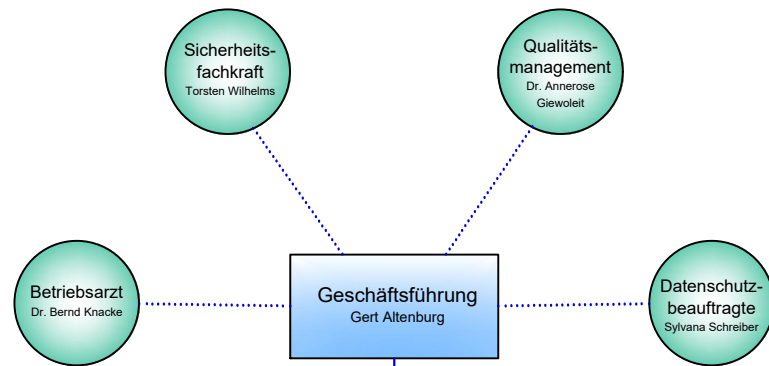 Sicherheits-
fachkraft
Torsten Wilhelms
Qualitäts-
management
Dr. Annerose
Giewoleit
Betriebsarzt
Dr. Bernd Knacke
Geschäftsführung
Gert Altenburg
Datenschutz-
beauftragte
Sylvana Schreiber